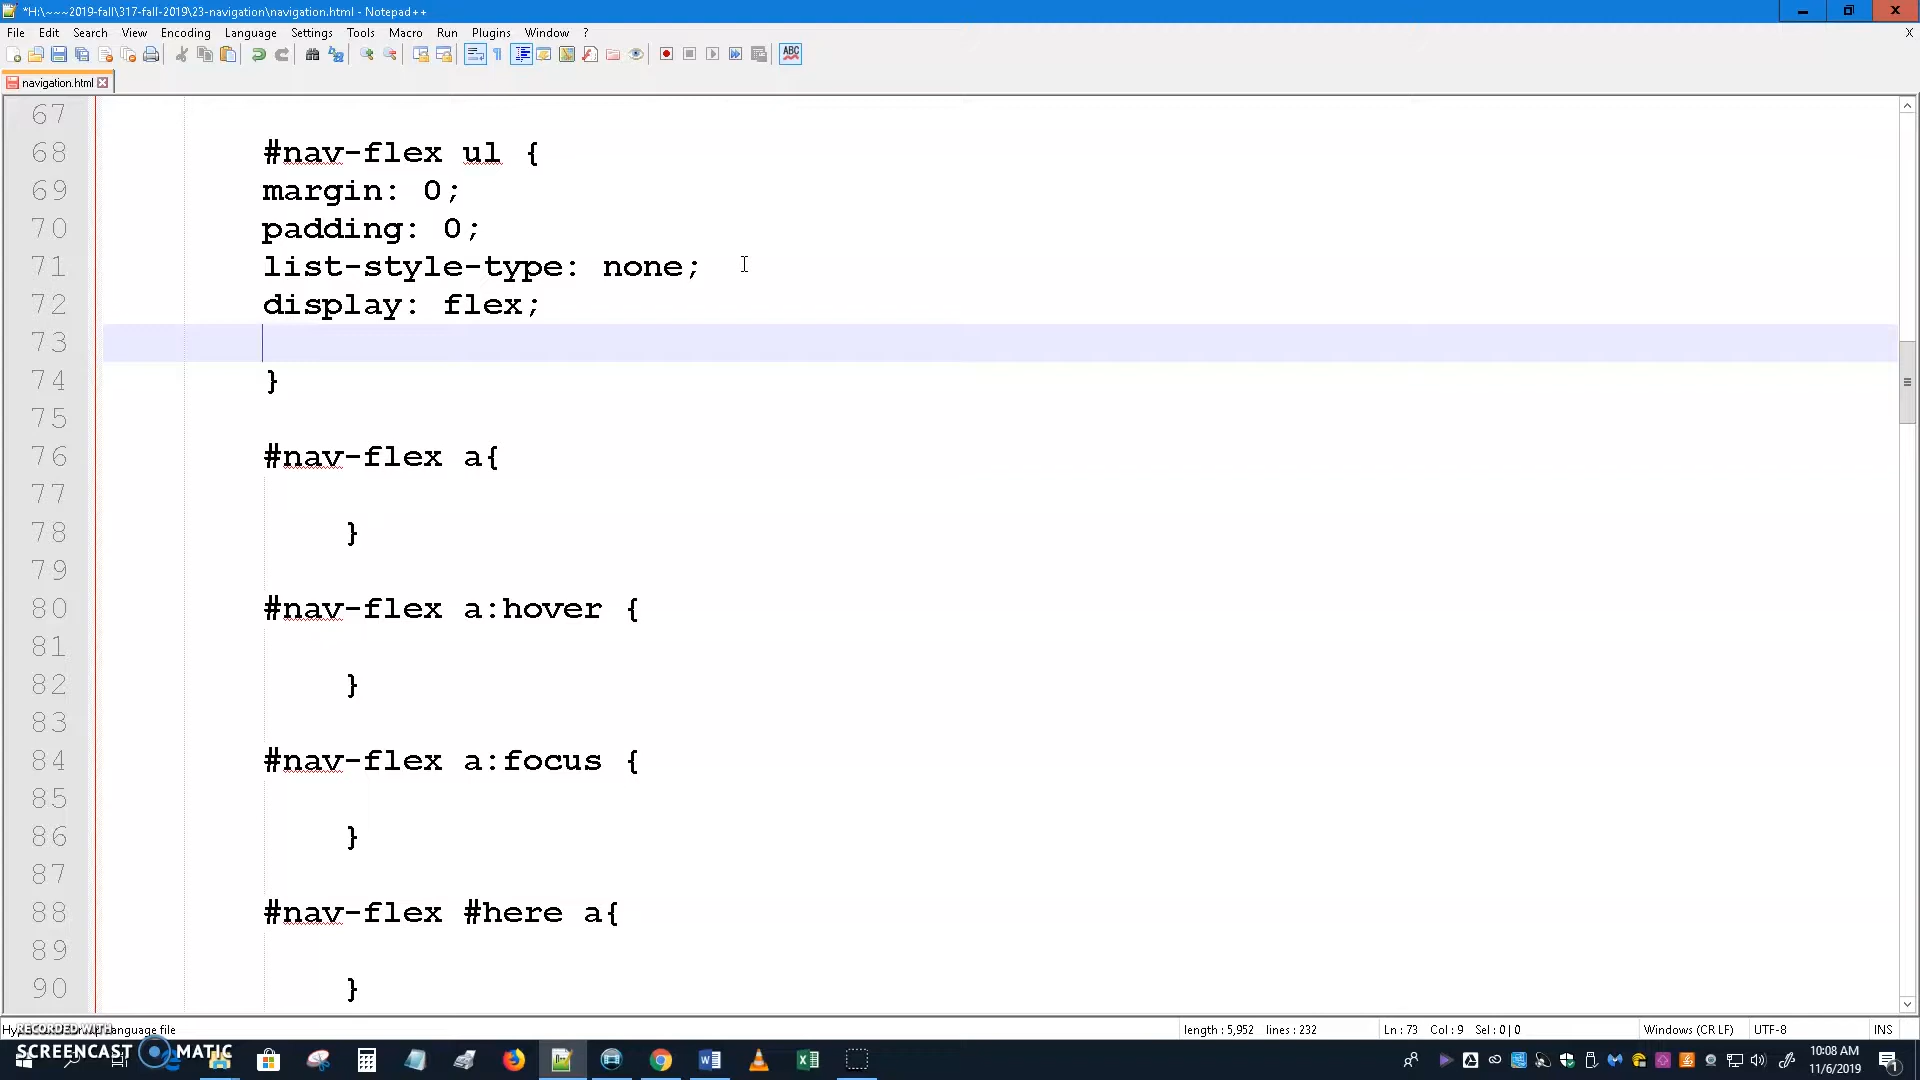 *H:\~~~2019-fall\317-fall-2019\23-navigation\navigation.html - Notepad++
File Edit Search View Encoding Language Settings Tools Macro Run Plugins Window ? X
ABC
navigation.html
67
68 #nav-flex ul {
69 margin: 0;
70 padding: 0;
71 list-style-type: none;
72 display: flex;
73
74 }
75
76 #nav-flex a{
77
78 }
79
80 #nav-flex a:hover {
81
82 }
83
84 #nav-flex a:focus {
85
86 }
87
88 #nav-flex #here a{
89
90 }
anguage file length : 5,952 lines : 232 Ln : 73 Col : 9 Sel : 0 | 0 Windows (CR LF) UTF-8 INS
RECORDED WITH
SCREENCAST MATIC
10:08 AM
11/6/2019